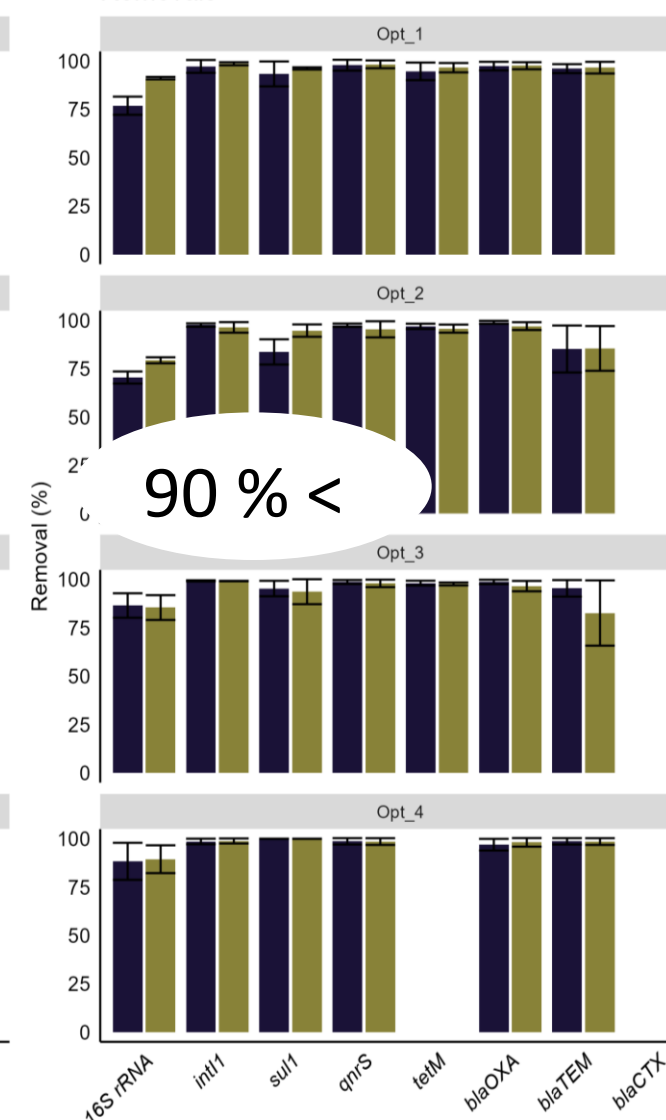 Opt_1
100
75
50
25
0
Opt_2
100
75
50
90 % <
Removal (%)
Opt_3
100
75
50
25
0
Opt_4
100
75
50
25
0
16S rRNA
intI1
sul1
qnrS
tetM
blaOXA
blaTEM
blaCTX